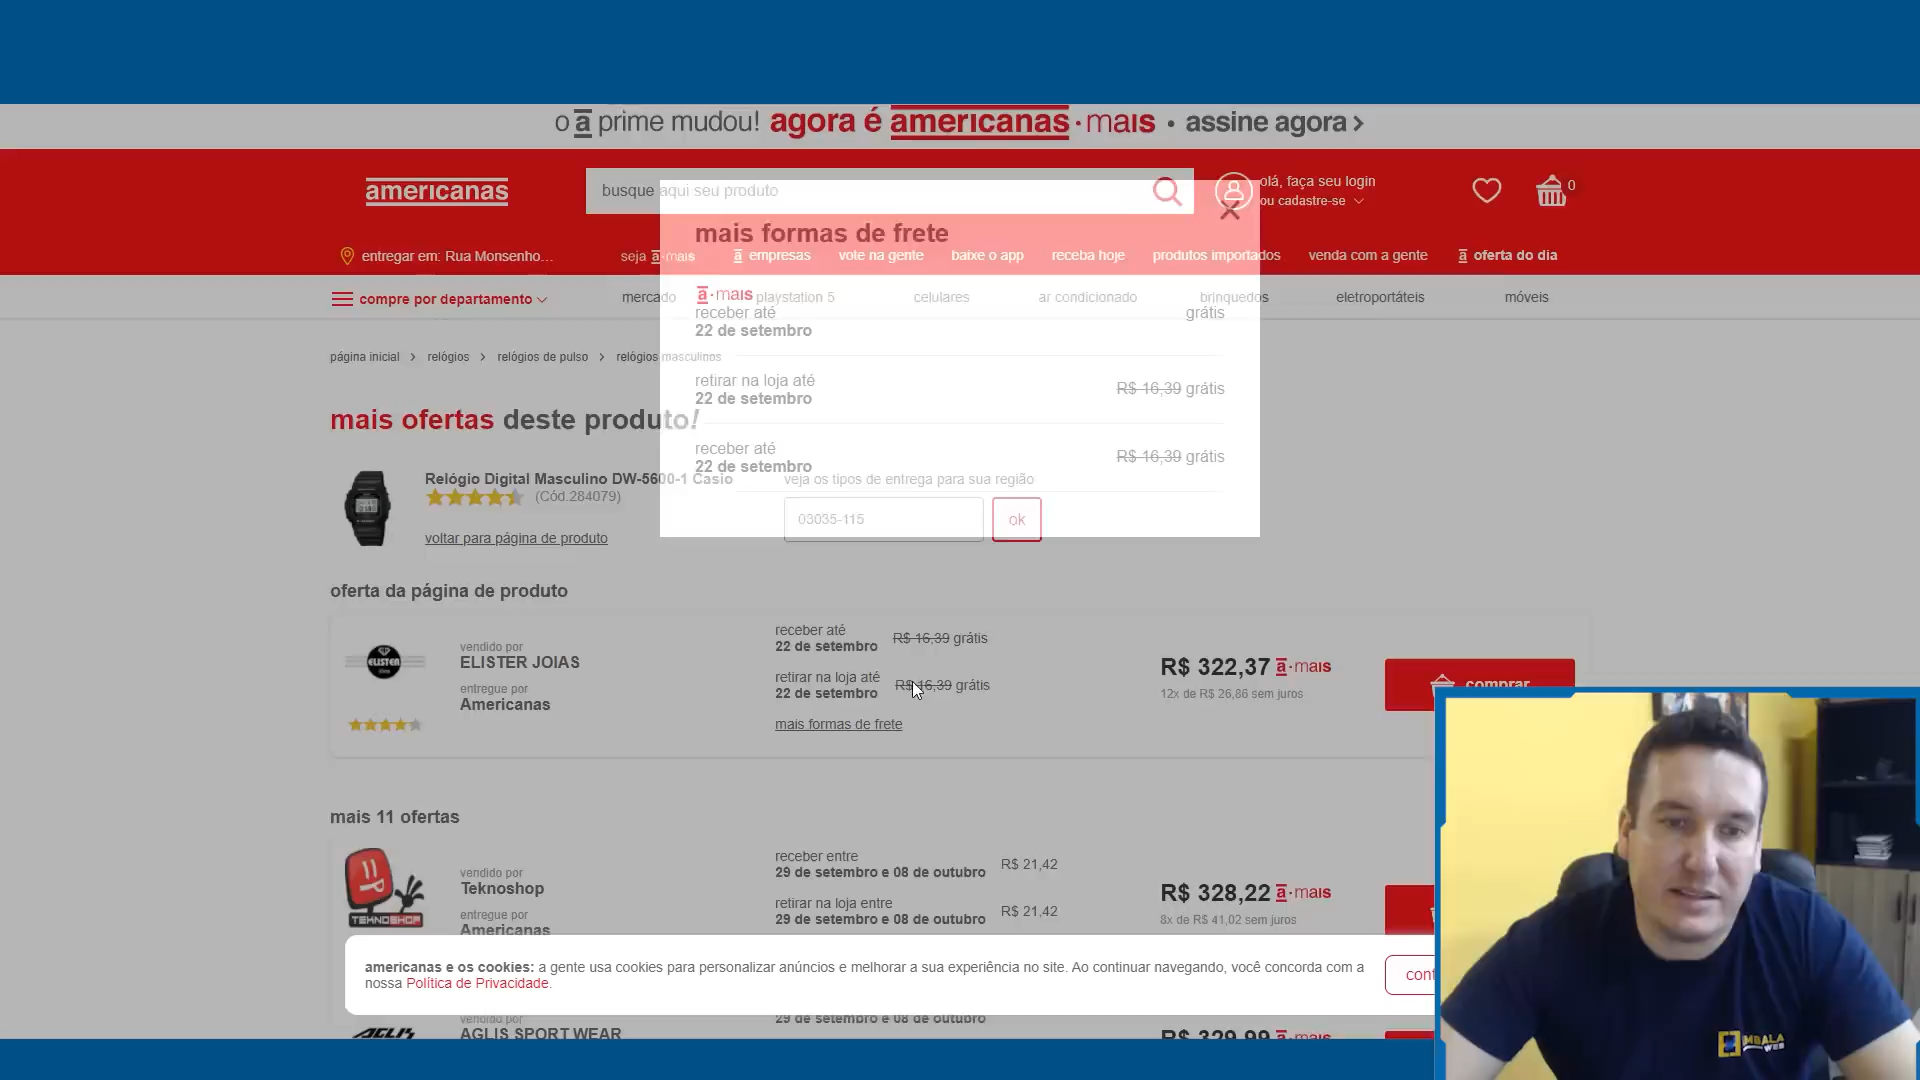 o a prime mudou! agora é americanas mais • assine agora >
americanas
busque aqui seu produto
olá, faça seu login
ou cadastre-se
0
mais formas de frete
entregar em: Rua Monsenho...
seja a mais
a empresas
vote na gente
baixe o app
receba hoje
produtos importados
venda com a gente
a oferta do dia
compre por departamento
mercado
playstation 5
celulares
ar condicionado
brinquedos
eletroportáteis
móveis
a mais
receber até
grátis
22 de setembro
página inicial > relógios > relógios de pulso > relógios masculinos
retirar na loja até
22 de setembro
R$ 16,39 grátis
mais ofertas deste produto!
receber até
22 de setembro
R$ 16,39 grátis
Relógio Digital Masculino DW-5600-1 Casio
(Cód.284079)
veja os tipos de entrega para sua região
03035-115
ok
voltar para página de produto
oferta da página de produto
ELISTER
vendido por
ELISTER JOIAS
entregue por
Americanas
receber até
22 de setembro
R$ 16,39 grátis
retirar na loja até
22 de setembro
R$ 16,39 grátis
mais formas de frete
R$ 322,37 a mais
12x de R$ 26,86 sem juros
comprar
mais 11 ofertas
TEKNOSHOP
vendido por
Teknoshop
entregue por
Americanas
receber entre
29 de setembro e 08 de outubro
R$ 21,42
retirar na loja entre
29 de setembro e 08 de outubro
R$ 21,42
R$ 328,22 a mais
8x de R$ 41,02 sem juros
americanas e os cookies: a gente usa cookies para personalizar anúncios e melhorar a sua experiência no site. Ao continuar navegando, você concorda com a
nossa Política de Privacidade.
cont
vendido por
AGLIS SPORT WEAR
29 de setembro e 08 de outubro
R$ 329,99 a mais
AGLIS
MBALA
WEB